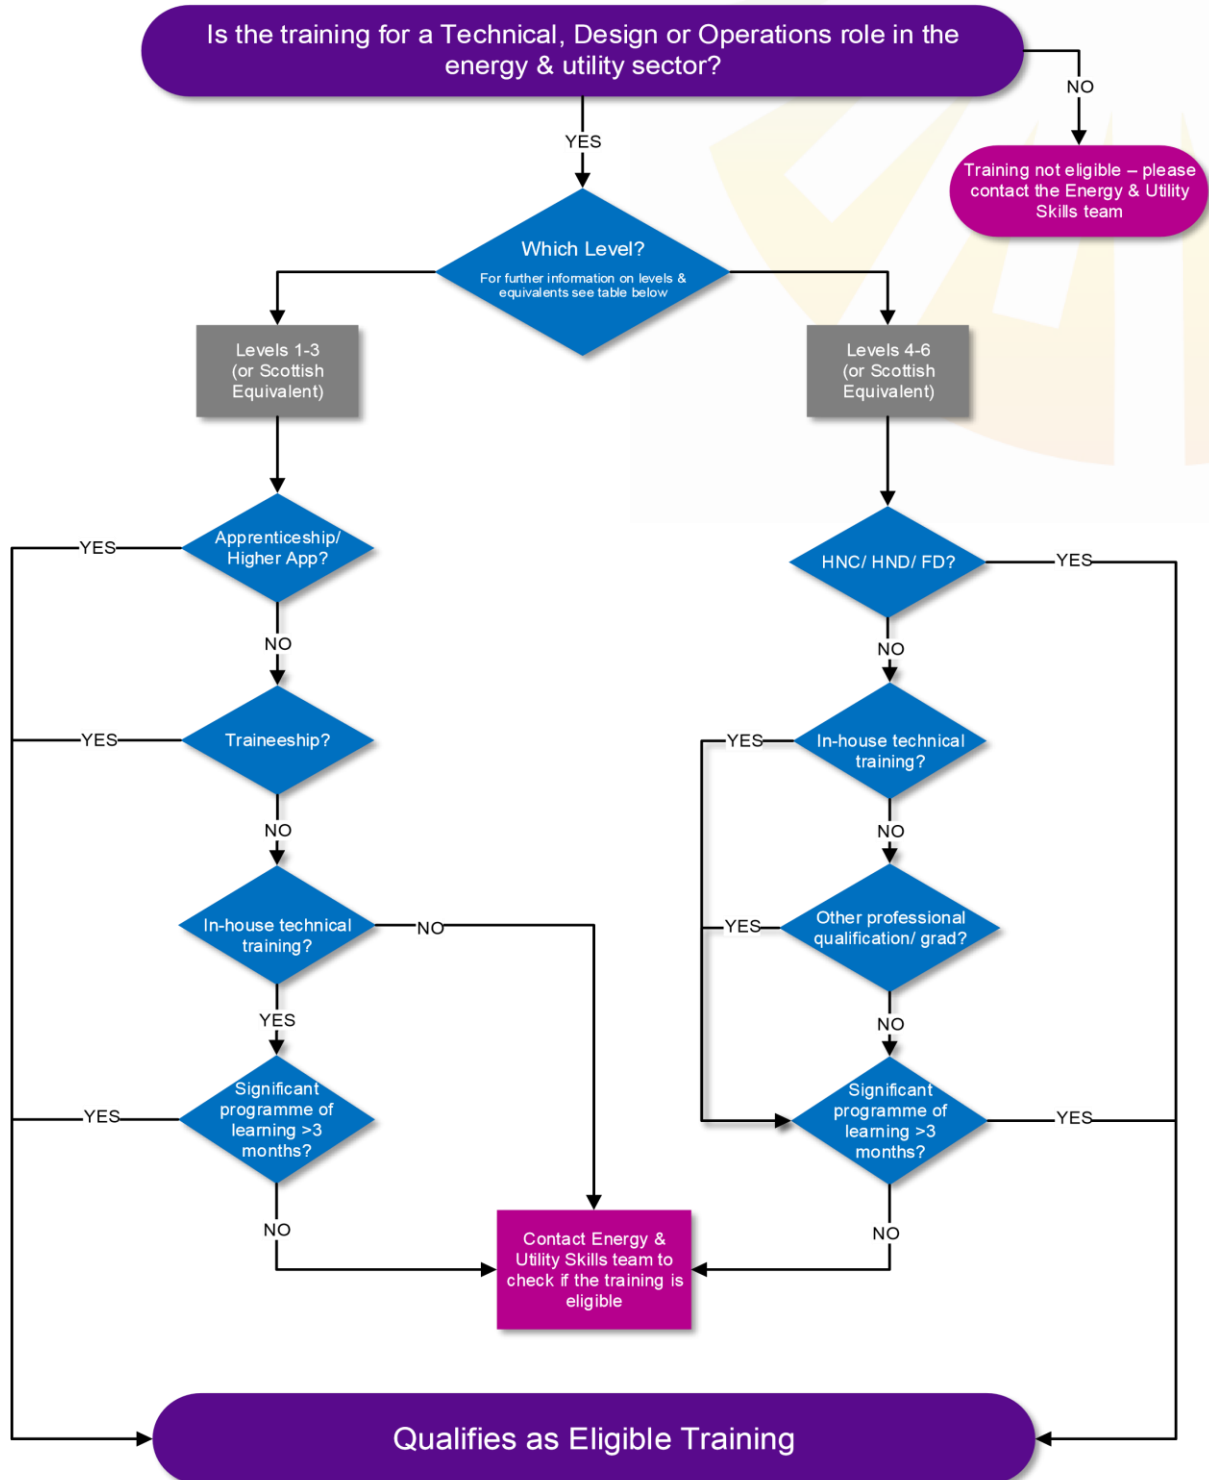 Is the training for a Technical, Design or Operations role in the
energy & utility sector?
NO
YES
Training not eligible – please
contact the Energy & Utility
Skills team
Which Level?
For further information on levels &
equivalents see table below
Levels 1-3
(or Scottish
Equivalent)
Levels 4-6
(or Scottish
Equivalent)
YES
Apprenticeship/
Higher App?
HNC/ HND/ FD?
YES
NO
NO
YES
Traineeship?
YES
In-house technical
training?
NO
NO
In-house technical
training?
NO
YES
Other professional
qualification/ grad?
YES
NO
YES
Significant
programme of
learning >3
months?
Significant
programme of
learning >3
months?
YES
NO
NO
Contact Energy &
Utility Skills team to
check if the training is
eligible
Qualifies as Eligible Training